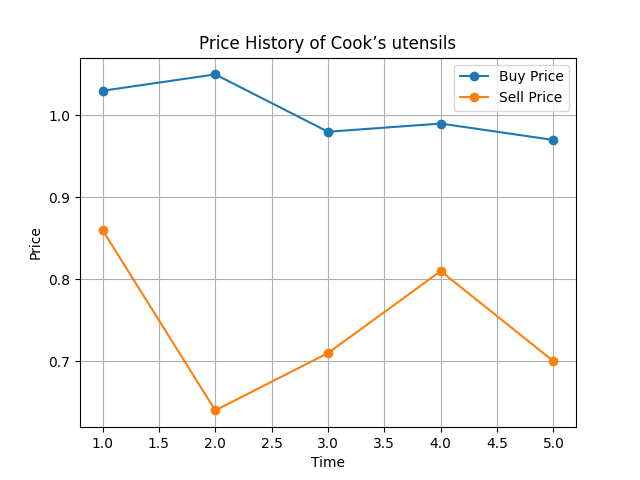 Price History of Cook’s utensils
Buy Price
Sell Price
1.0
0.9
0.8
0.7
Price
1.0 1.5 2.0 2.5 3.0 3.5 4.0 4.5 5.0
Time